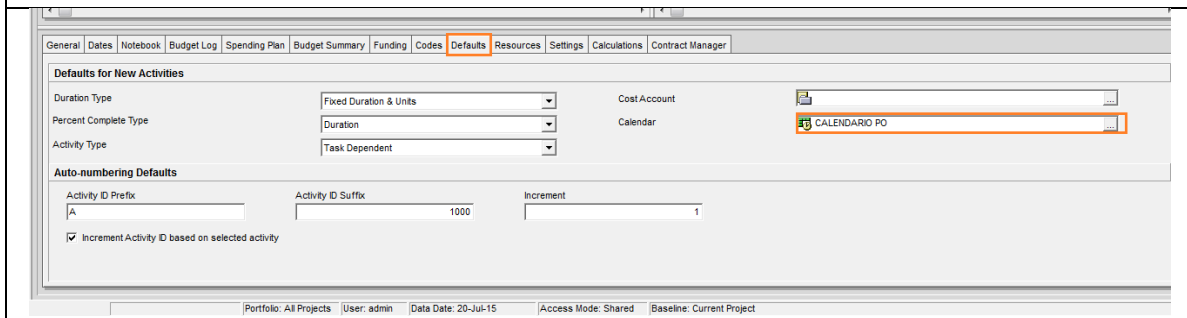 General Dates Notebook Budget Log Spending Plan Budget Summary Funding Codes Defaults Resources Settings Calculations Contract Manager
Defaults for New Activities
Duration Type Fixed Duration & Units Cost Account ...
Percent Complete Type Duration Calendar CALENDARIO PO ...
Activity Type Task Dependent
Auto-numbering Defaults
Activity ID Prefix Activity ID Suffix Increment
A 1000 1
Increment Activity ID based on selected activity
Portfolio: All Projects User: admin Data Date: 20-Jul-15 Access Mode: Shared Baseline: Current Project